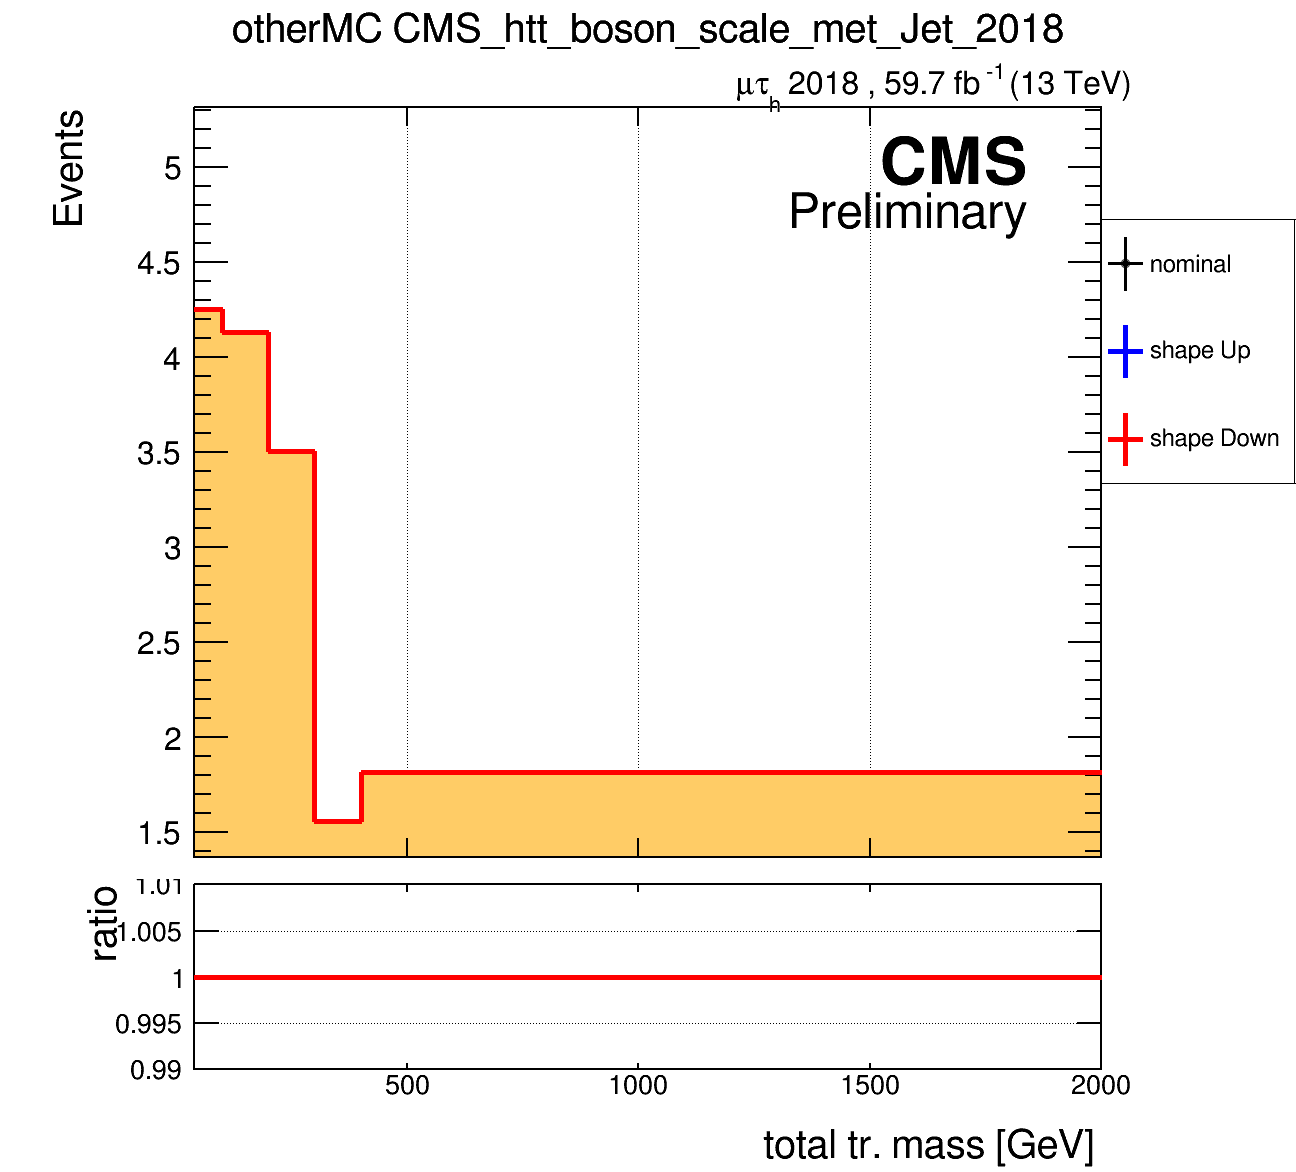 otherMC CMS_htt_boson_scale_met_Jet_2018
μτh 2018 , 59.7 fb-1 (13 TeV)
Events
CMS
Preliminary
5
4.5
4
3.5
3
2.5
2
1.5
nominal
shape Up
shape Down
ratio
1.01
1.005
1
0.995
0.99
500 1000 1500 2000
total tr. mass [GeV]